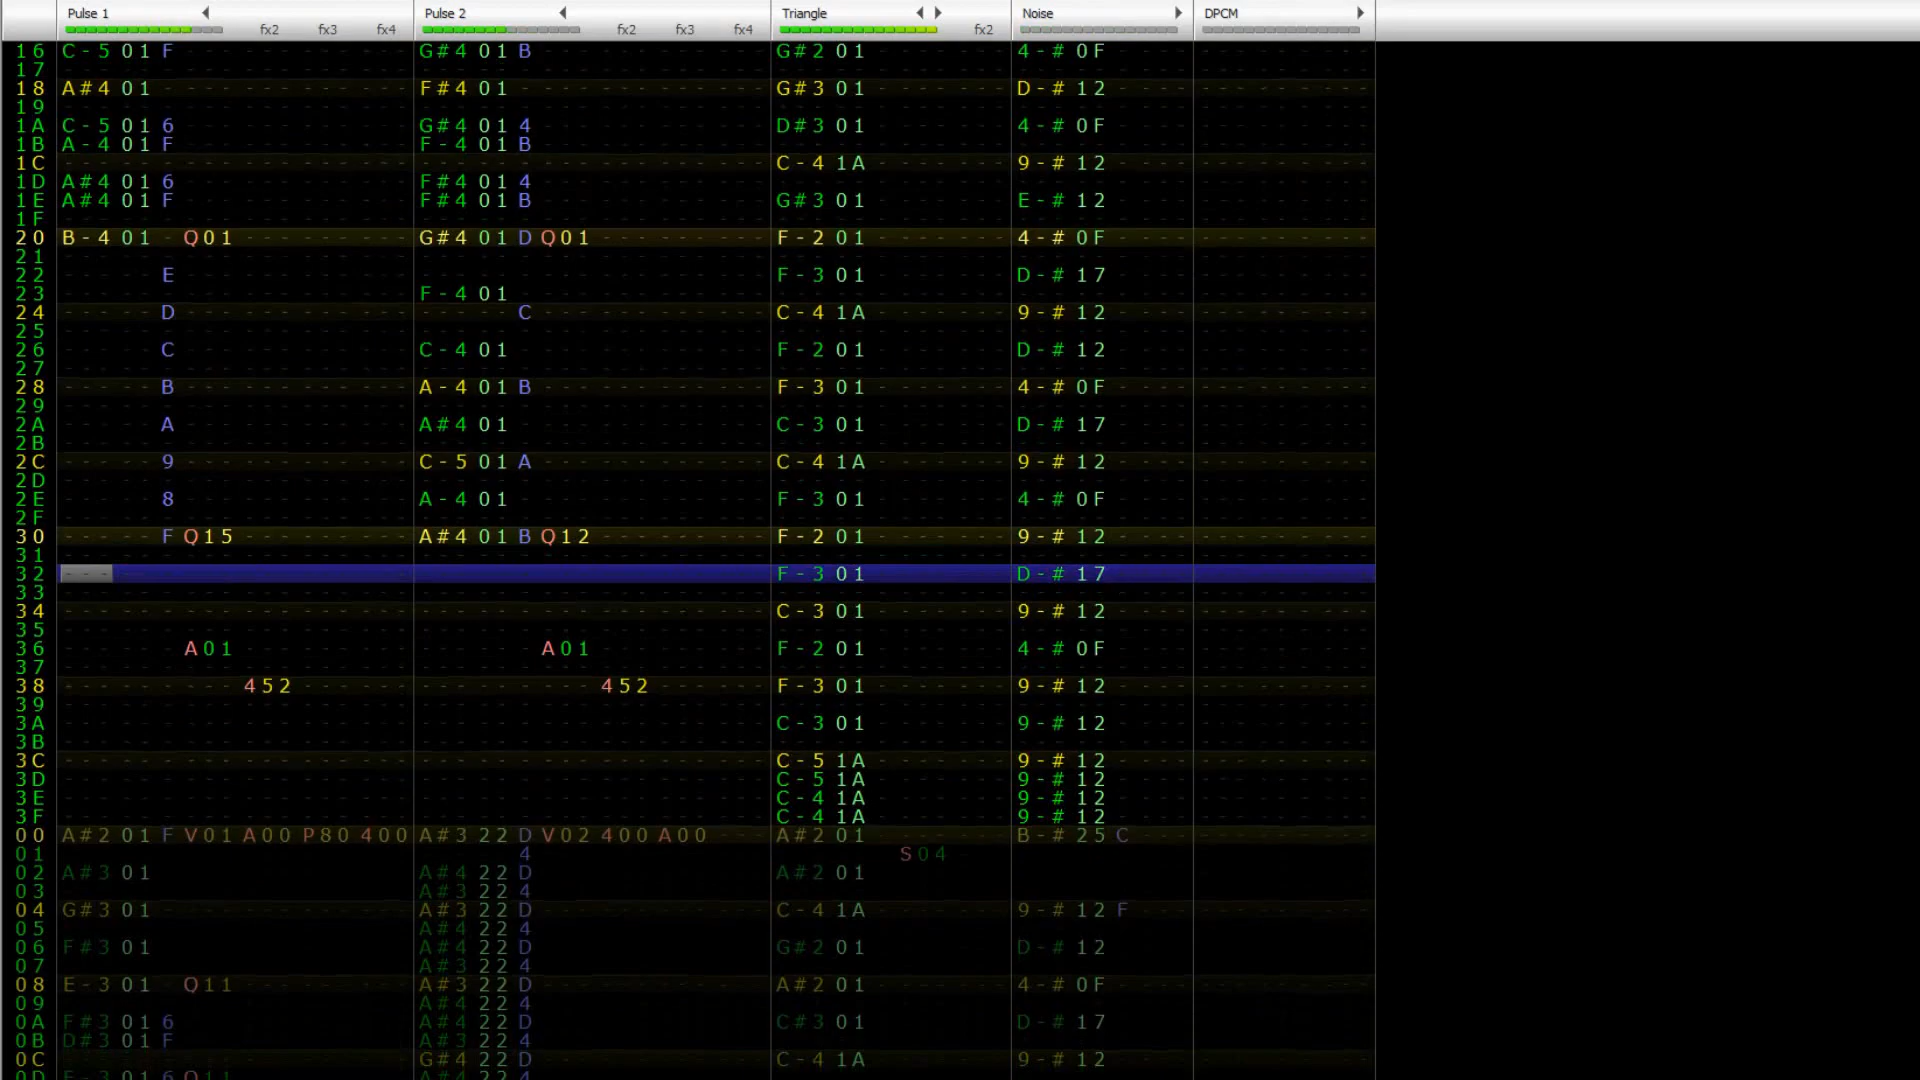 Pulse 1 Pulse 2 Triangle Noise DPCM
fx2 fx3 fx4 fx2 fx3 fx4 fx2
16 C-5 01 F G#4 01 B G#2 01 4-# 0F
17
18 A#4 01 F#4 01 G#3 01 D-# 12
19
1A C-5 01 6 G#4 01 4 D#3 01 4-# 0F
1B A-4 01 F F-4 01 B
1C C-4 1A 9-# 12
1D A#4 01 6 F#4 01 4
1E A#4 01 F F#4 01 B G#3 01 E-# 12
1F
20 B-4 01 - Q01 G#4 01 D Q01 F-2 01 4-# 0F
21
22 E F-3 01 D-# 17
23 F-4 01
24 D C C-4 1A 9-# 12
25
26 C C-4 01 F-2 01 D-# 12
27
28 B A-4 01 B F-3 01 4-# 0F
29
2A A A#4 01 C-3 01 D-# 17
2B
2C 9 C-5 01 A C-4 1A 9-# 12
2D
2E 8 A-4 01 F-3 01 4-# 0F
2F
30 F Q15 A#4 01 B Q12 F-2 01 9-# 12
31
32 --- F-3 01 D-# 17
33
34 C-3 01 9-# 12
35
36 A01 A01 F-2 01 4-# 0F
37
38 452 452 F-3 01 9-# 12
39
3A C-3 01 9-# 12
3B
3C C-5 1A 9-# 12
3D C-5 1A 9-# 12
3E C-4 1A 9-# 12
3F C-4 1A 9-# 12
00 A#2 01 F V01 A00 P80 400 A#3 22 D V02 400 A00 A#2 01 B-# 25 C
01 4 S04
02 A#3 01 A#4 22 D A#2 01
03 A#3 22 4
04 G#3 01 A#3 22 D C-4 1A 9-# 12 F
05 A#4 22 4
06 F#3 01 A#4 22 D G#2 01 D-# 12
07 A#3 22 4
08 E-3 01 Q11 A#3 22 D A#2 01 4-# 0F
09 A#4 22 4
0A F#3 01 6 A#4 22 D C#3 01 D-# 17
0B D#3 01 F A#3 22 4
0C G#4 22 D C-4 1A 9-# 12
0D E-3 01 6 Q11 A#4 22 4